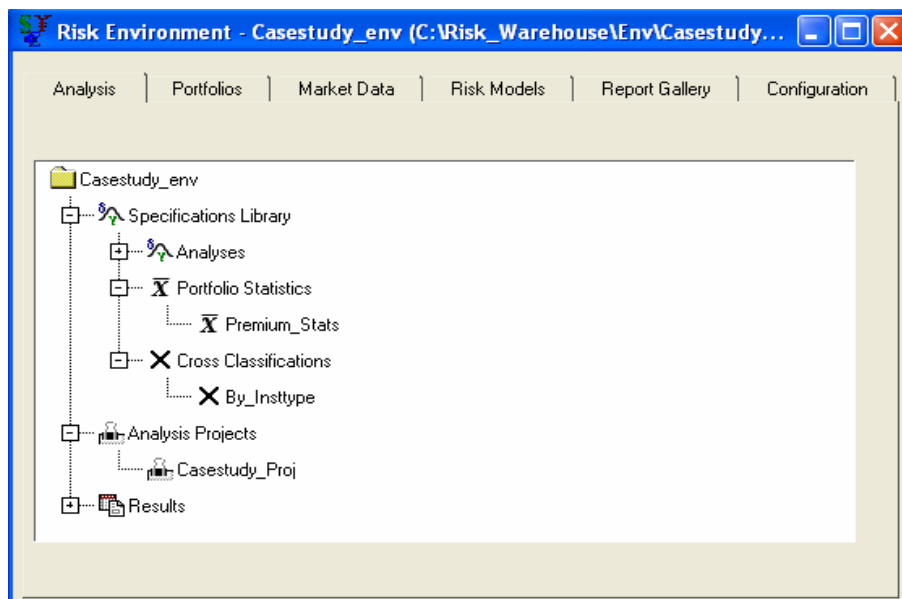 Risk Environment - Casestudy_env (C:\Risk_Warehouse\Env\Casestudy...
Analysis Portfolios Market Data Risk Models Report Gallery Configuration
Casestudy_env
Specifications Library
Analyses
Portfolio Statistics
Premium_Stats
Cross Classifications
By_Insttype
Analysis Projects
Casestudy_Proj
Results